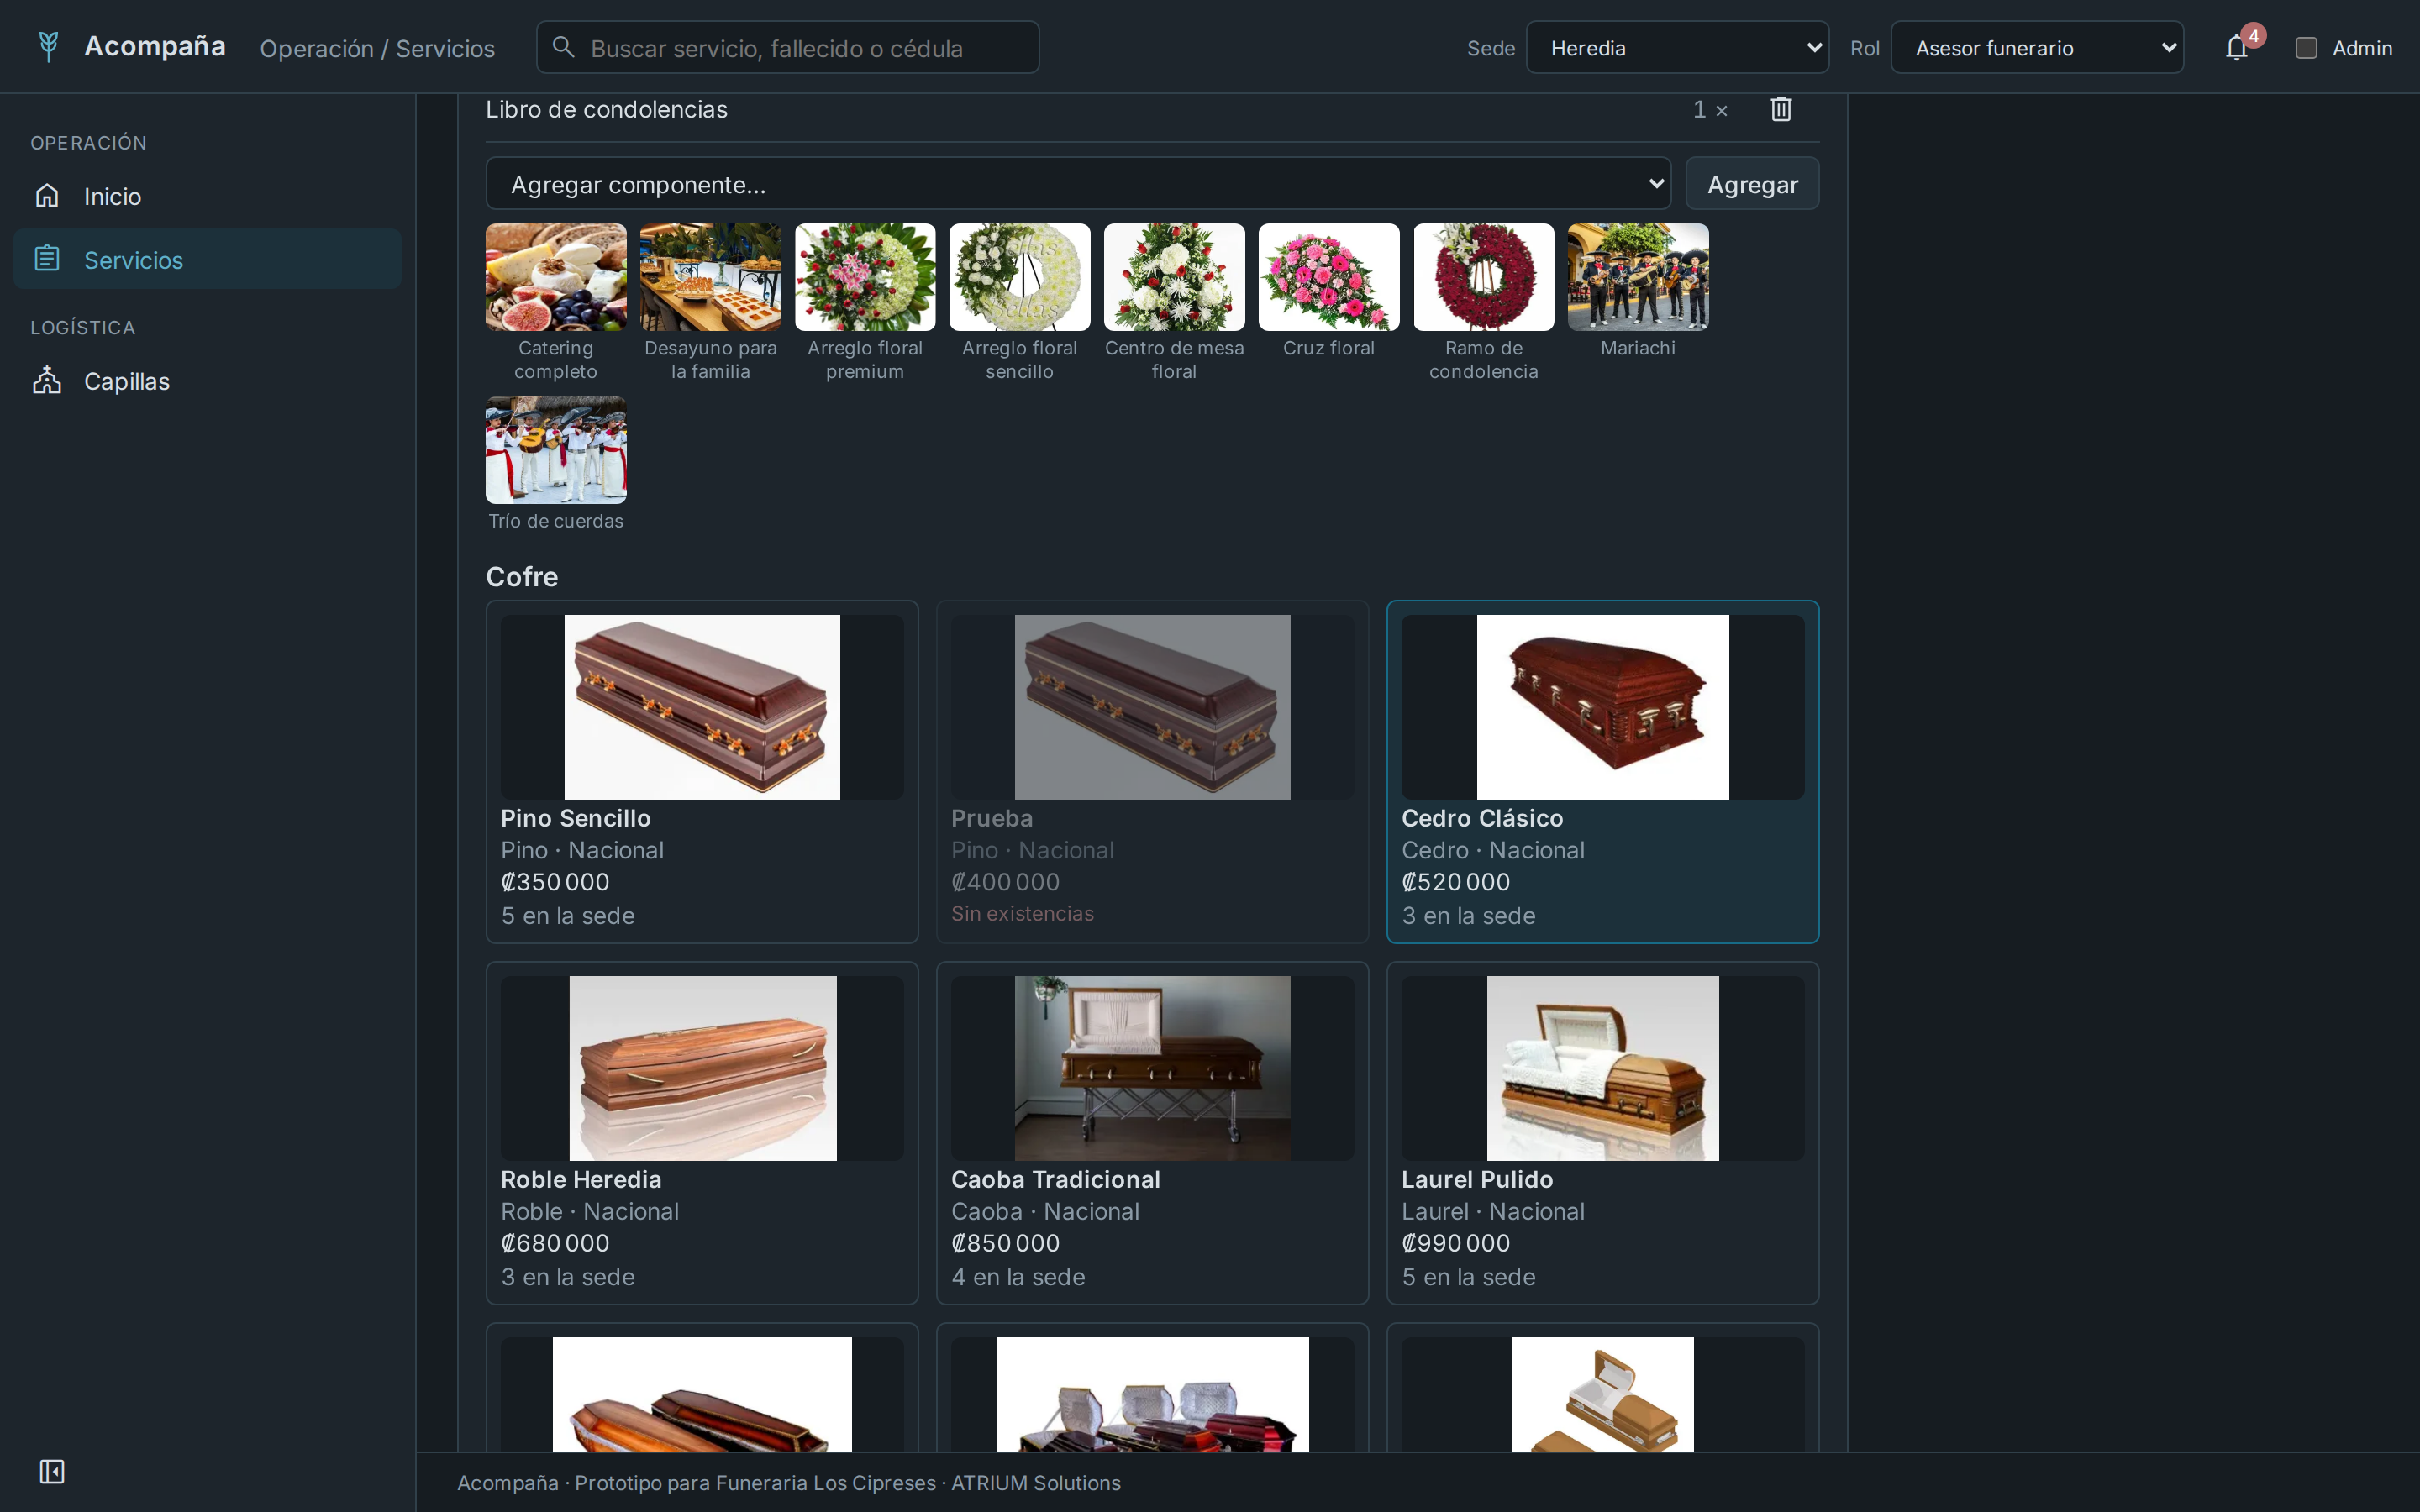 Acompaña
Operación / Servicios
Buscar servicio, fallecido o cédula
Sede
Heredia
Rol
Asesor funerario
4
Admin
OPERACIÓN
Inicio
Servicios
LOGÍSTICA
Capillas
Libro de condolencias
1 ×
Agregar componente...
Agregar
Catering
completo
Desayuno para
la familia
Arreglo floral
premium
Arreglo floral
sencillo
Centro de mesa
floral
Cruz floral
Ramo de
condolencia
Mariachi
Trío de cuerdas
Cofre
Pino Sencillo
Pino · Nacional
₡350 000
5 en la sede
Prueba
Pino · Nacional
₡400 000
Sin existencias
Cedro Clásico
Cedro · Nacional
₡520 000
3 en la sede
Roble Heredia
Roble · Nacional
₡680 000
3 en la sede
Caoba Tradicional
Caoba · Nacional
₡850 000
4 en la sede
Laurel Pulido
Laurel · Nacional
₡990 000
5 en la sede
Acompaña · Prototipo para Funeraria Los Cipreses · ATRIUM Solutions